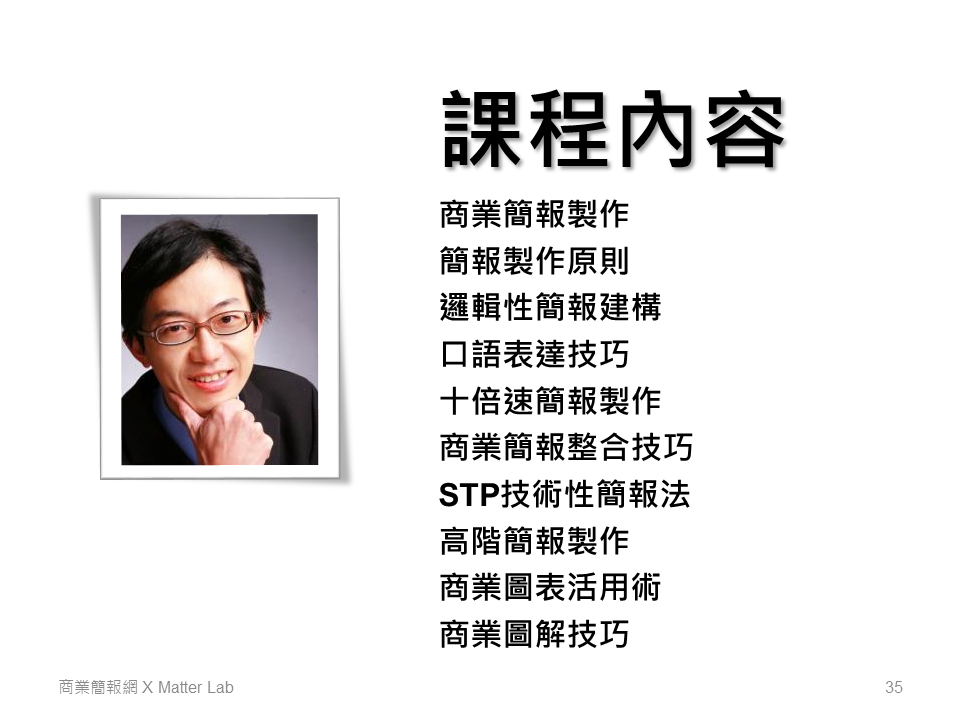 課程內容
商業簡報製作
簡報製作原則
邏輯性簡報建構
口語表達技巧
十倍速簡報製作
商業簡報整合技巧
STP技術性簡報法
高階簡報製作
商業圖表活用術
商業圖解技巧
商業簡報網 X Matter Lab
35